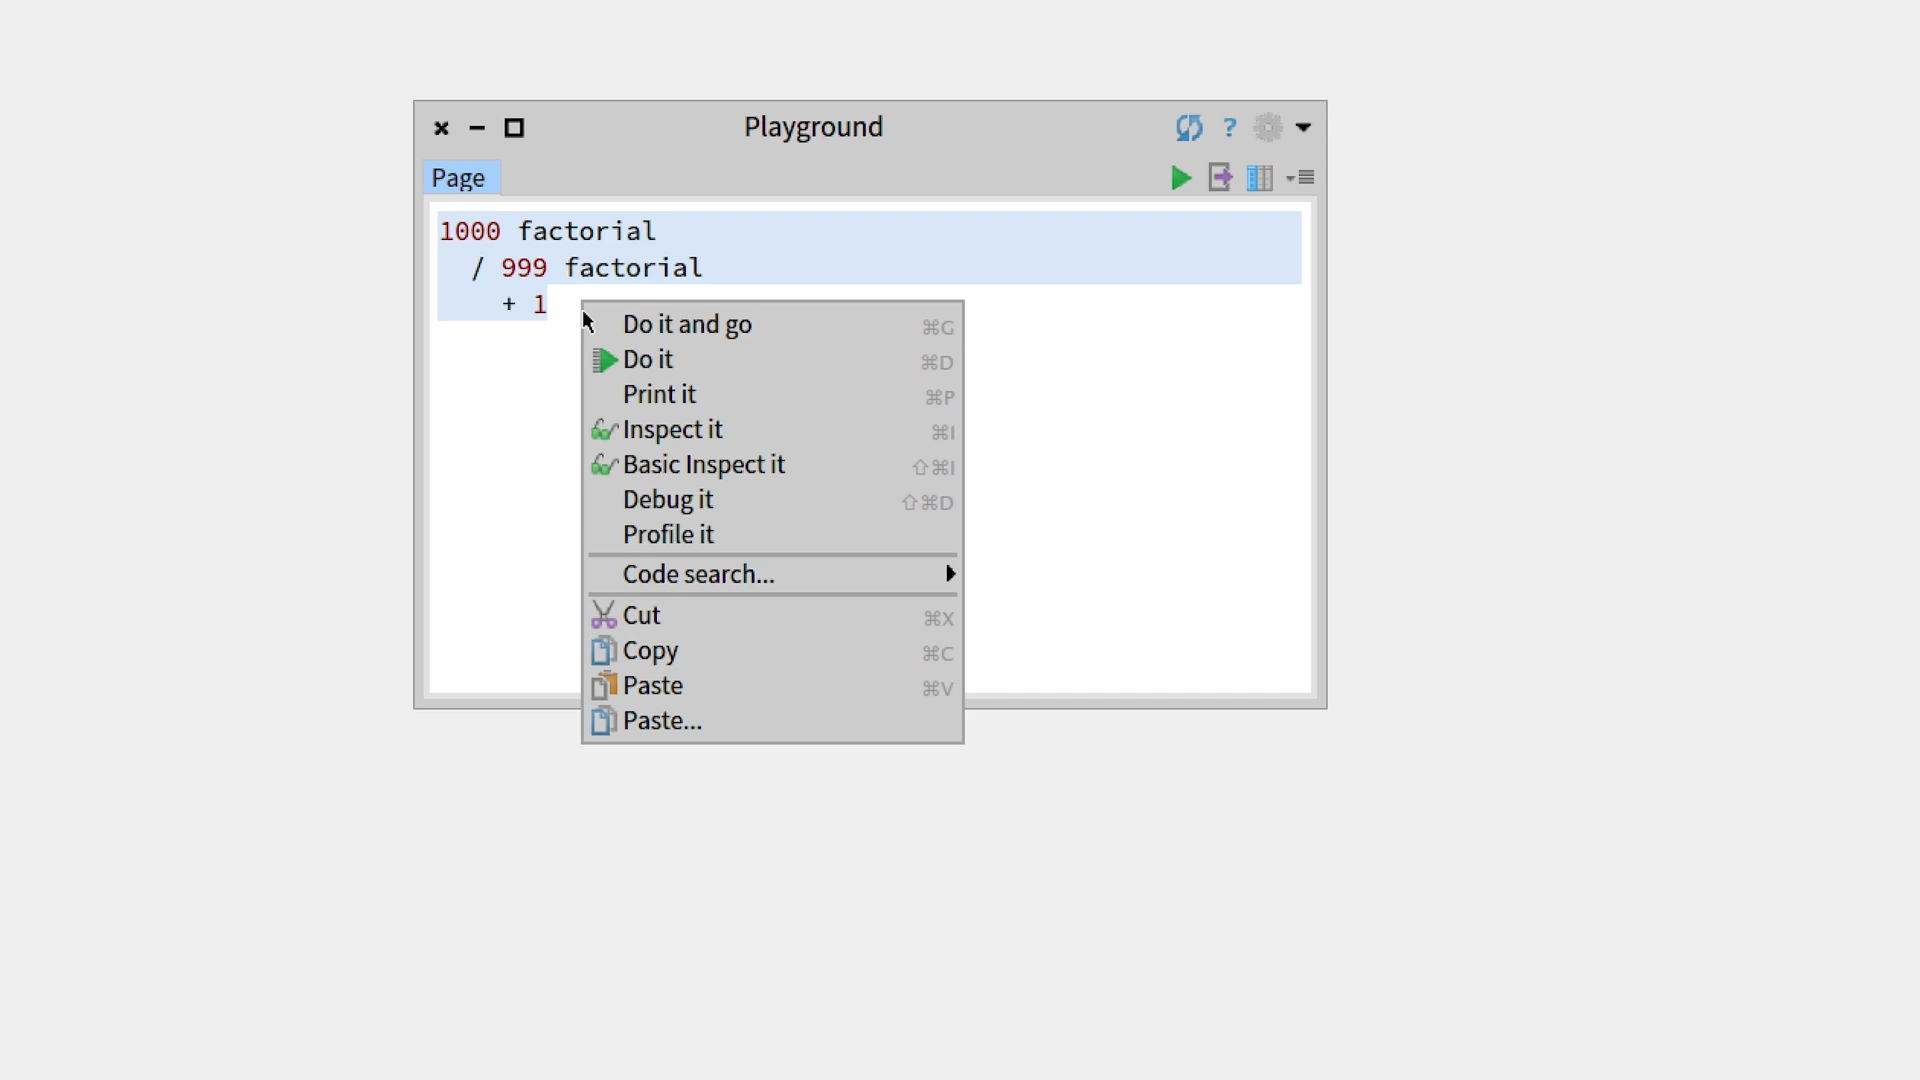 Playground
?
Page
1000 factorial
/ 999 factorial
+ 1
Do it and go ⌘G
Do it ⌘D
Print it ⌘P
Inspect it ⌘I
Basic Inspect it ⇧⌘I
Debug it ⇧⌘D
Profile it
Code search...
Cut ⌘X
Copy ⌘C
Paste ⌘V
Paste...